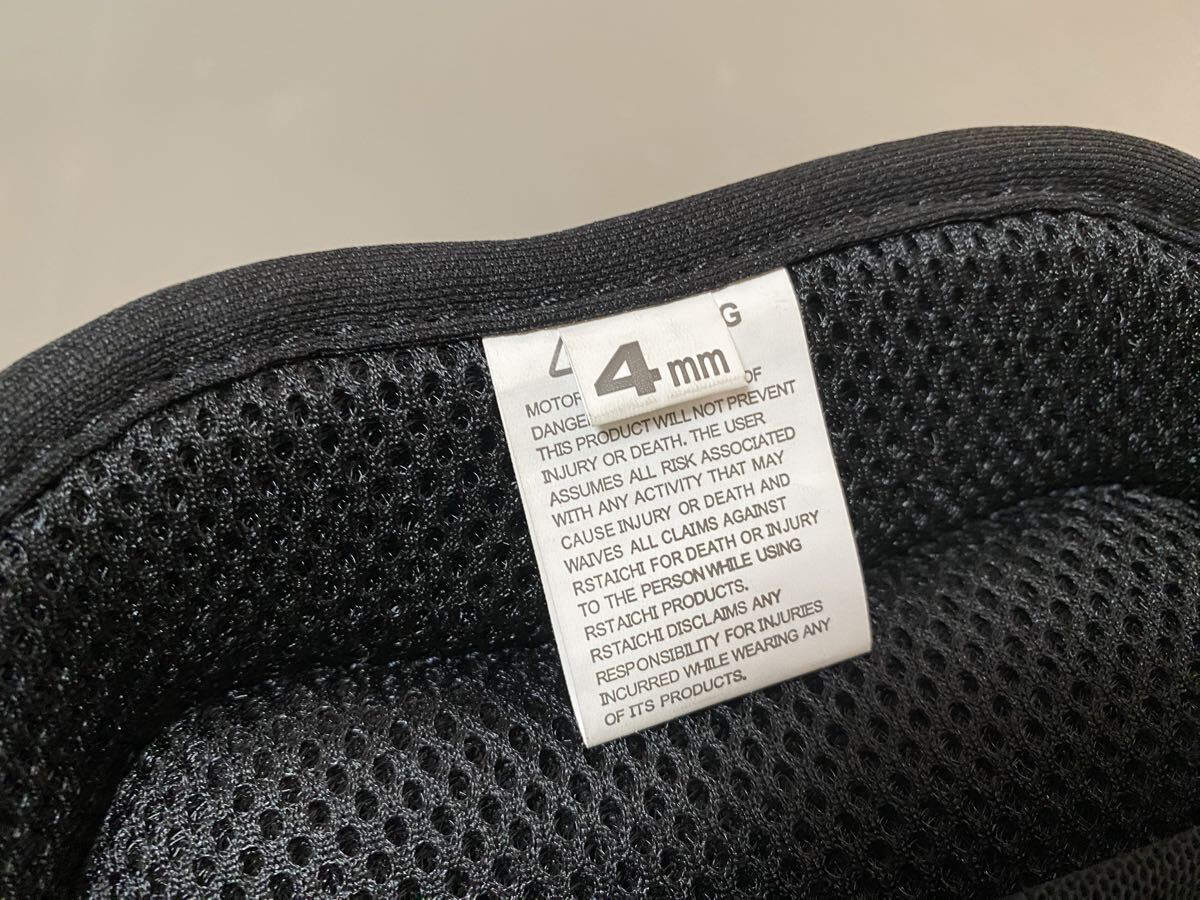 G
4mm
OF
THIS PRODUCT WILL NOT PREVENT
INJURY OR DEATH. THE USER
ASSUMES ALL RISK ASSOCIATED
WITH ANY ACTIVITY THAT MAY
CAUSE INJURY OR DEATH AND
WAIVES ALL CLAIMS AGAINST
RSTAICHI FOR DEATH OR INJURY
TO THE PERSON WHILE USING
RSTAICHI PRODUCTS.
RSTAICHI DISCLAIMS ANY
RESPONSIBILITY FOR INJURIES
INCURRED WHILE WEARING ANY
OF ITS PRODUCTS.